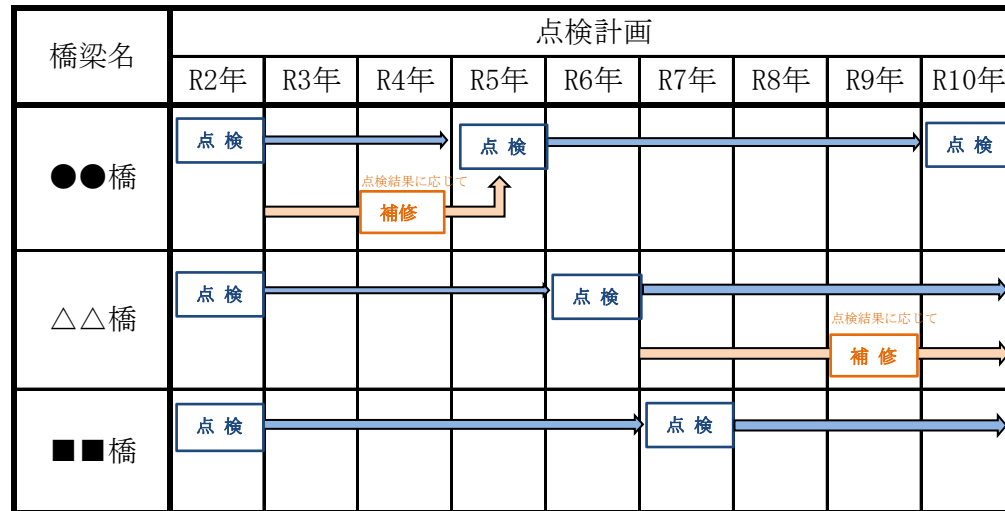 橋梁名
点検計画
R2年 R3年 R4年 R5年 R6年 R7年 R8年 R9年 R10年
●●橋
点 検
点 検
点 検
点検結果に応じて
補修
△△橋
点 検
点 検
点検結果に応じて
補 修
■■橋
点 検
点 検